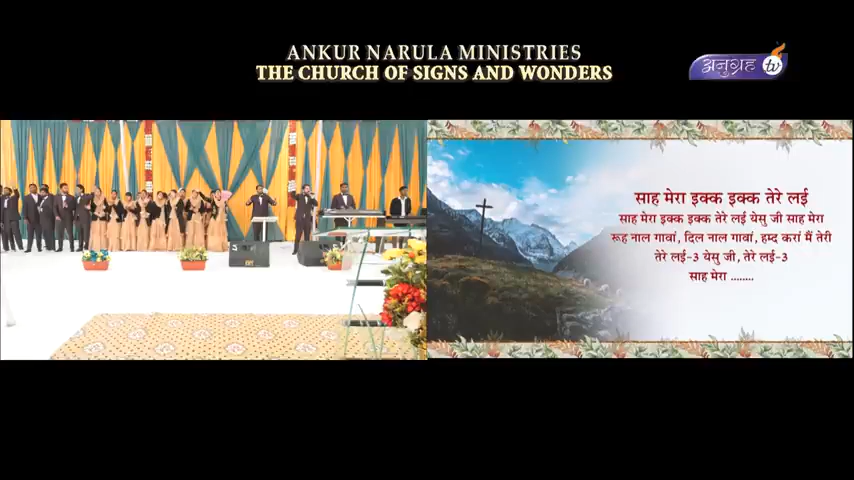 ANKUR NARULA MINISTRIES
THE CHURCH OF SIGNS AND WONDERS
अनुग्रह tv
साह मेरा इक्क इक्क तेरे लई
साह मेरा इक्क इक्क तेरे लई येसु जी साह मेरा
रूह नाल गावां, दिल नाल गावां, हम्द करां मैं तेरी
तेरे लई-3 येसु जी, तेरे लई-3
साह मेरा ........